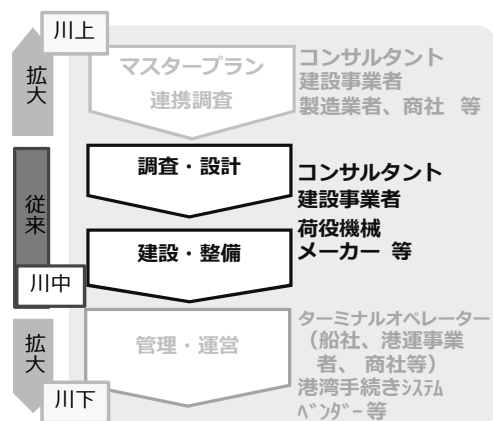 川上
拡大
マスタープラン
連携調査
コンサルタント
建設事業者
製造業者、商社 等
従来
調査・設計
コンサルタント
建設事業者
荷役機械
メーカー 等
建設・整備
川中
拡大
管理・運営
ターミナルオペレーター
（船社、港運事業
者、 商社等）
港湾手続きｼｽﾃﾑ
ﾍﾞﾝﾀﾞｰ 等
川下